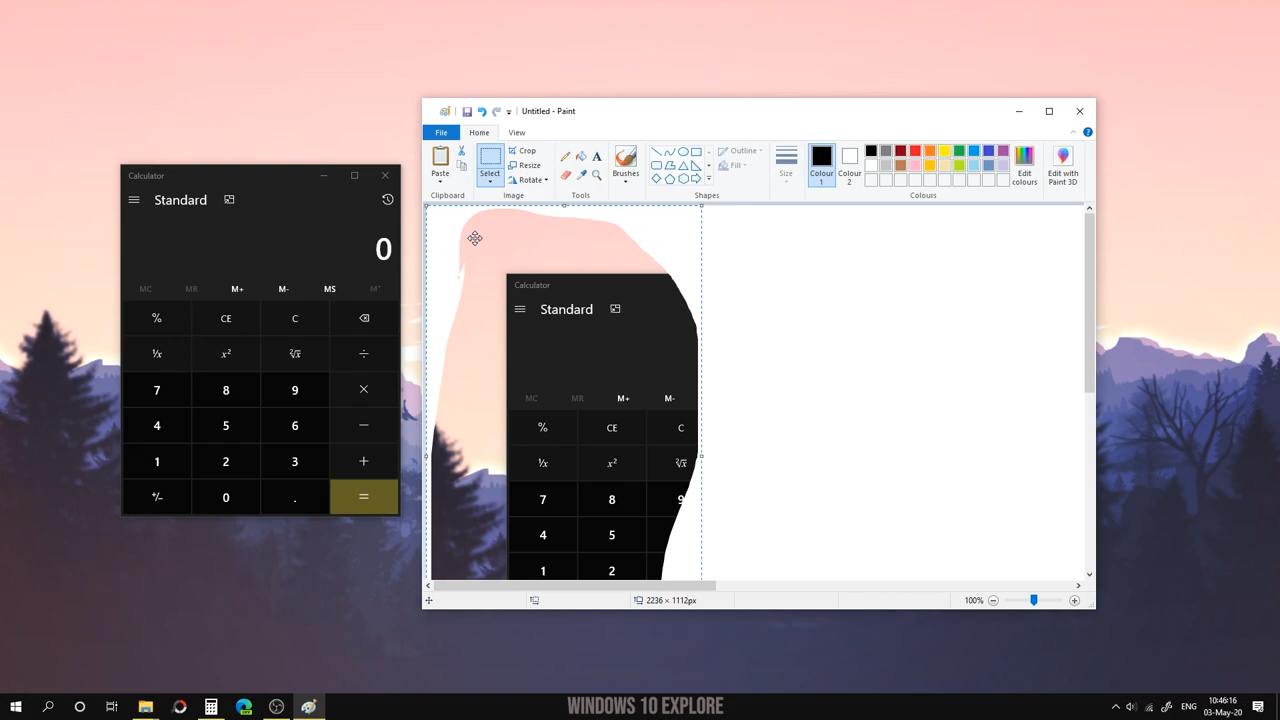 Calculator
Standard
0
MC MR M+ M- MS M˅
% CE C
⅟x x² ²√x ÷
7 8 9 ×
4 5 6 −
1 2 3 +
+/- 0 . =
Untitled - Paint
File Home View
Paste
Clipboard
Select
Crop
Resize
Rotate
Image
A
Tools
Brushes
Outline
Fill
Shapes
Size
Colour
1
Colour
2
Edit
colours
Edit with
Paint 3D
Colours
Calculator
Standard
MC MR M+ M-
% CE C
⅟x x² ²√x
7 8 9
4 5
1 2
2236 × 1112px
100%
WINDOWS 10 EXPLORE
ENG
10:46:16
03-May-20